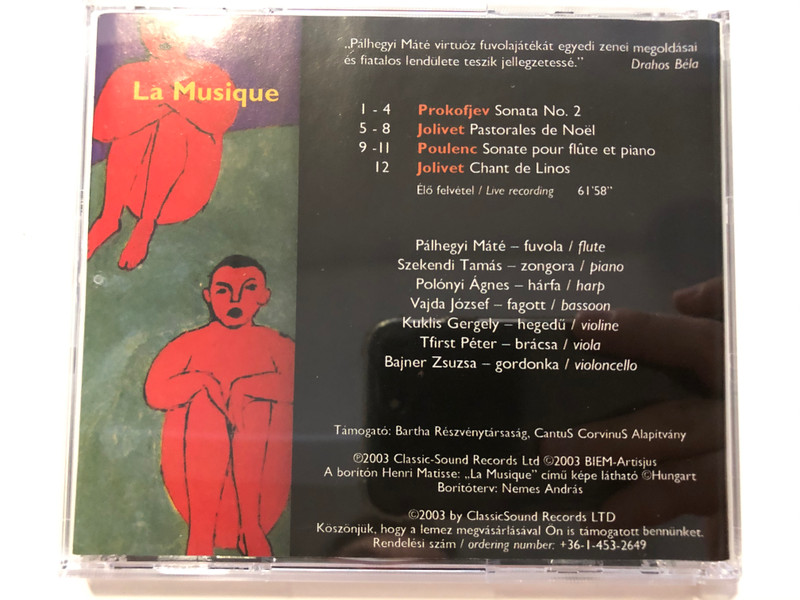 La Musique
„Pálhegyi Máté virtuóz fuvolajátékát egyedi zenei megoldásai
és fiatalos lendülete teszik jellegzetessé.”
Drahos Béla
1 - 4 Prokofjev Sonata No. 2
5 - 8 Jolivet Pastorales de Noël
9 -11 Poulenc Sonate pour flûte et piano
12 Jolivet Chant de Linos
Élő felvétel / Live recording 61'58”
Pálhegyi Máté – fuvola / flute
Szekendi Tamás – zongora / piano
Polónyi Ágnes – hárfa / harp
Vajda József – fagott / bassoon
Kuklis Gergely – hegedű / violine
Tfirst Péter – brácsa / viola
Bajner Zsuzsa – gordonka / violoncello
Támogató: Bartha Részvénytársaság, CantuS CorvinuS Alapítvány
℗2003 Classic-Sound Records Ltd ©2003 BIEM-Artisjus
A borítón Henri Matisse: „La Musique” című képe látható ©Hungart
Borítóterv: Nemes András
©2003 by ClassicSound Records LTD
Köszönjük, hogy a lemez megvásárlásával Ön is támogatott bennünket.
Rendelési szám / ordering number: +36-1-453-2649